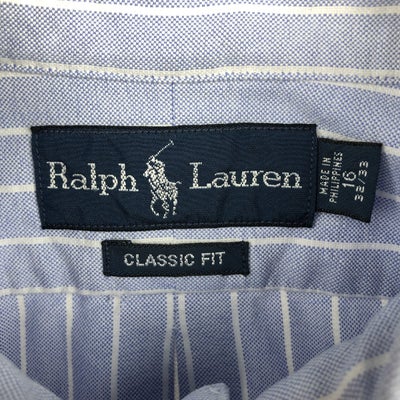 Ralph Lauren
MADE IN
PHILIPPINES
16
32/33
CLASSIC FIT